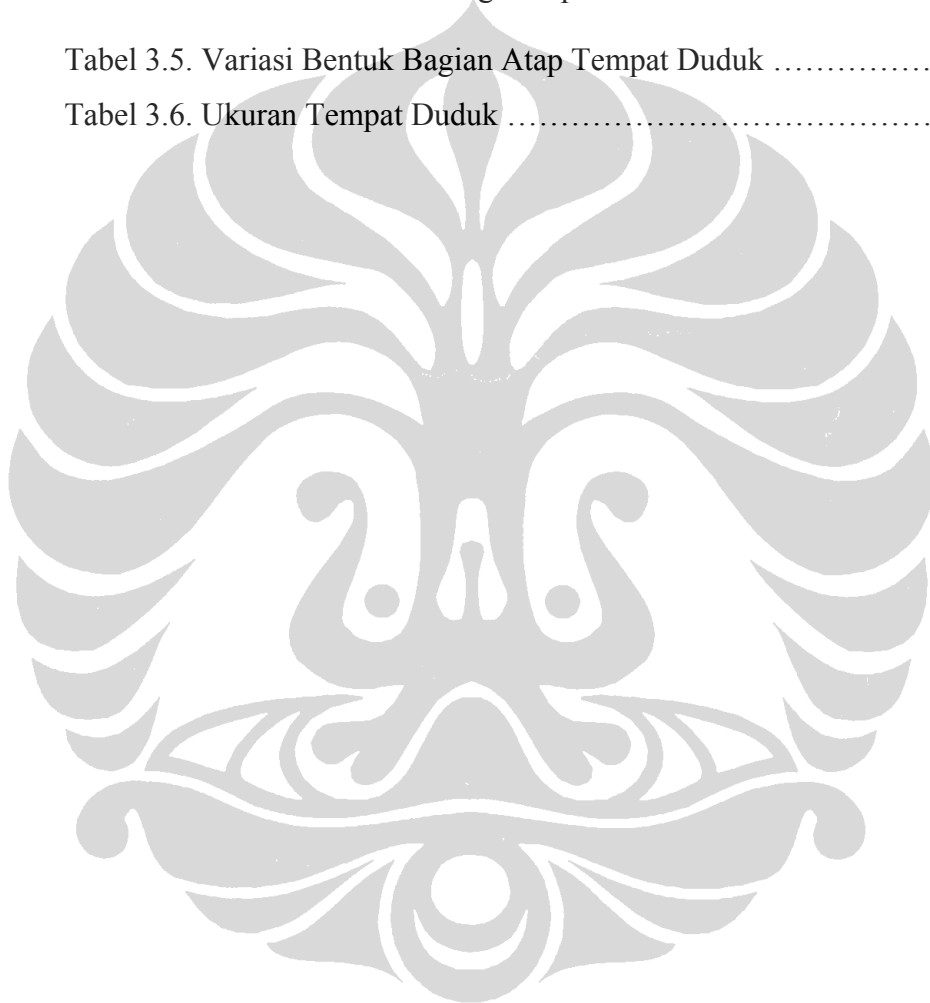 Tabel 3.5. Variasi Bentuk Bagian Atap Tempat Duduk ……………
Tabel 3.6. Ukuran Tempat Duduk …………………………………